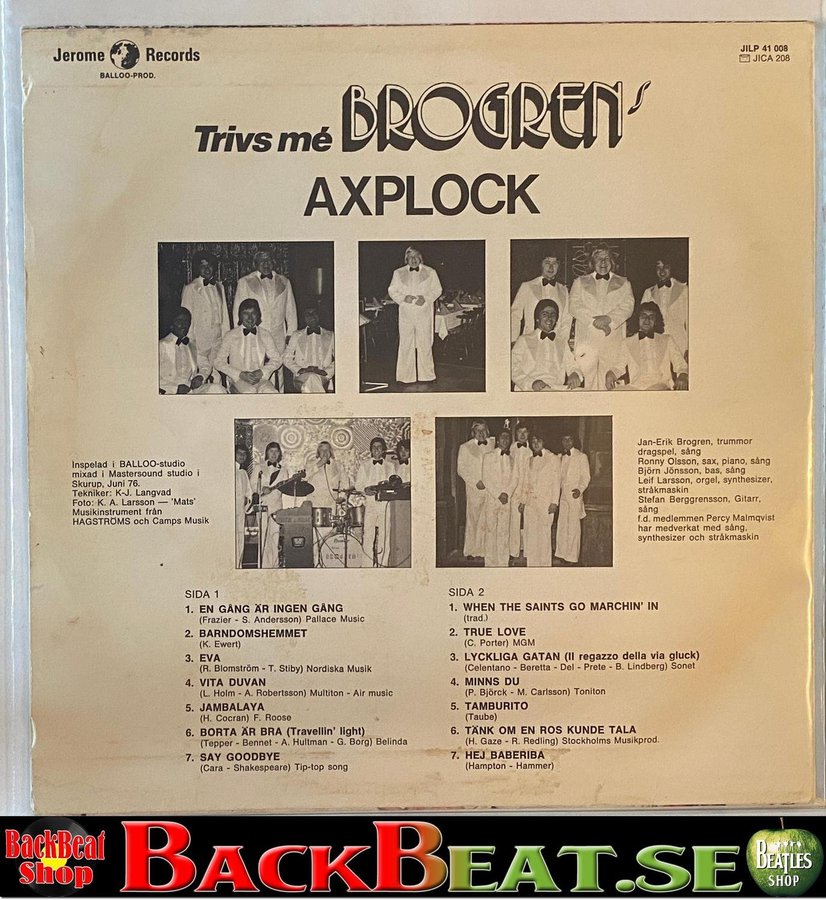 Jerome Records
BALLOO-PROD.
JILP 41 008
JICA 208
Trivs mé BROGREN's
AXPLOCK
Inspelad i BALLOO-studio
mixad i Mastersound studio i
Skurup, Juni 76.
Tekniker: K-J. Langvad
Foto: K. A. Larsson — 'Mats'
Musikinstrument från
HAGSTRÖMS och Camps Musik
Jan-Erik Brogren, trummor
dragspel, sång
Ronny Olsson, sax, piano, sång
Björn Jönsson, bas, sång
Leif Larsson, orgel, synthesizer,
stråkmaskin
Stefan Berggrensson, Gitarr,
sång
f.d. medlemmen Percy Malmqvist
har medverkat med sång,
synthesizer och stråkmaskin
SIDA 1
1. EN GÅNG ÄR INGEN GÅNG
(Frazier - S. Andersson) Pallace Music
2. BARNDOMSHEMMET
(K. Ewert)
3. EVA
(R. Blomström - T. Stiby) Nordiska Musik
4. VITA DUVAN
(L. Holm - A. Robertsson) Multiton - Air music
5. JAMBALAYA
(H. Cocran) F. Roose
6. BORTA ÄR BRA (Travellin' light)
(Tepper - Bennet - A. Hultman - G. Borg) Belinda
7. SAY GOODBYE
(Cara - Shakespeare) Tip-top song
SIDA 2
1. WHEN THE SAINTS GO MARCHIN' IN
(trad.)
2. TRUE LOVE
(C. Porter) MGM
3. LYCKLIGA GATAN (Il regazzo della via gluck)
(Celentano - Beretta - Del - Prete - B. Lindberg) Sonet
4. MINNS DU
(P. Björck - M. Carlsson) Toniton
5. TAMBURITO
(Taube)
6. TÄNK OM EN ROS KUNDE TALA
(H. Gaze - R. Redling) Stockholms Musikprod.
7. HEJ BABERIBA
(Hampton - Hammer)
BackBeat
Shop
BACKBEAT.SE
BEATLES
SHOP